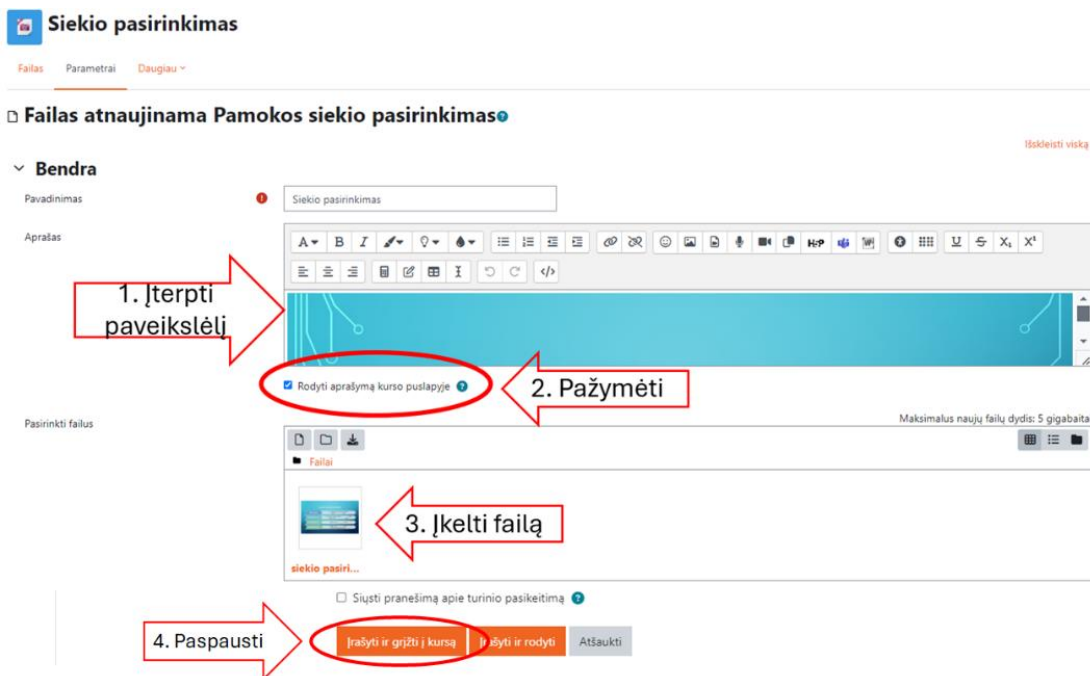 Siekio pasirinkimas
Failas Parametrai Daugiau
Failas atnaujinama Pamokos siekio pasirinkimas
Išskleisti viską
Bendra
Pavadinimas
Siekio pasirinkimas
Aprašas
A B I H-P U S X₁ X¹
1. Įterpti
paveikslėlį
Rodyti aprašymą kurso puslapyje
2. Pažymėti
Pasirinkti failus
Maksimalus naujų failų dydis: 5 gigabaita
Failai
3. Įkelti failą
siekio pasiri...
Siųsti pranešimą apie turinio pasikeitimą
4. Paspausti
Įrašyti ir grįžti į kursą Įrašyti ir rodyti Atšaukti